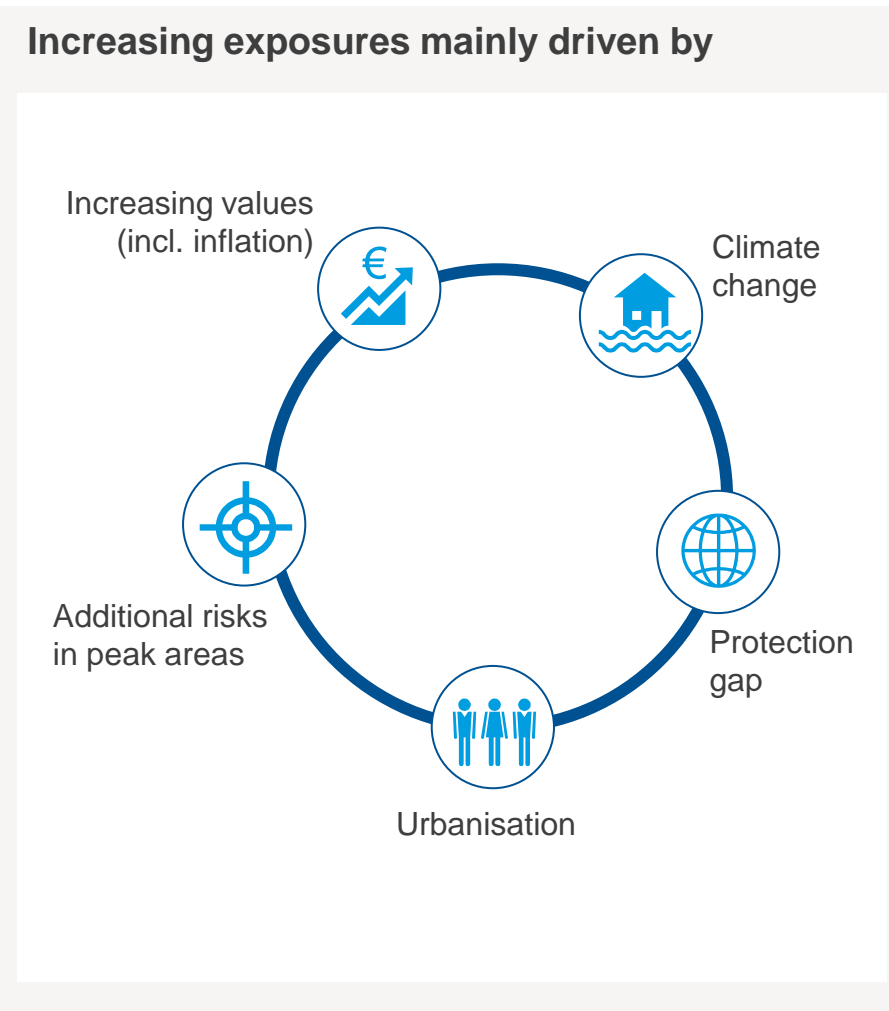 Increasing exposures mainly driven by
Increasing values
(incl. inflation)
€
Climate
change
Additional risks
in peak areas
Protection
gap
Urbanisation